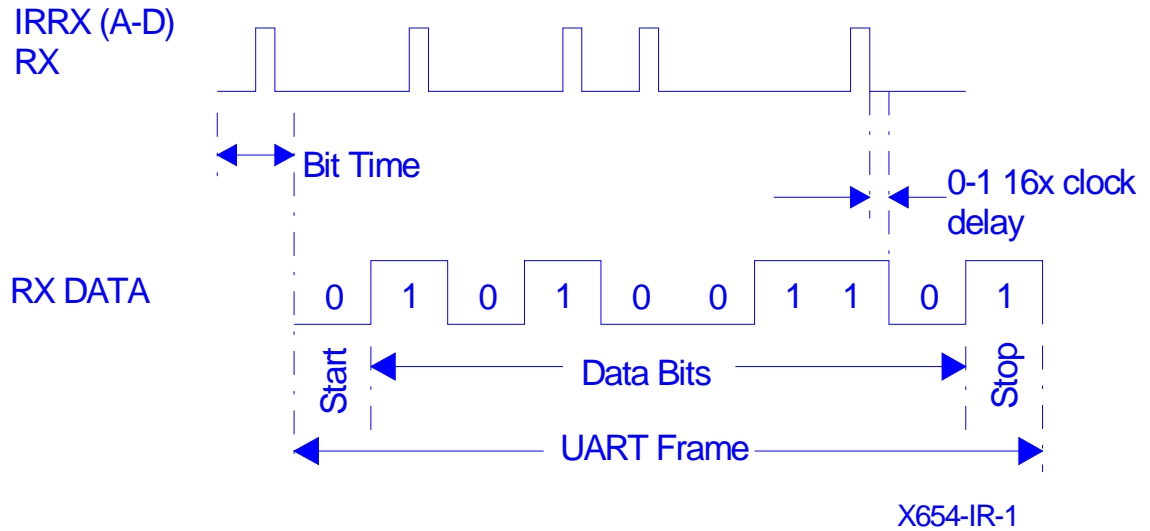 IRRX (A-D)
RX
Bit Time
0-1 16x clock
delay
RX DATA
0 1 0 1 0 0 1 1 0 1
Start
Data Bits
Stop
UART Frame
X654-IR-1